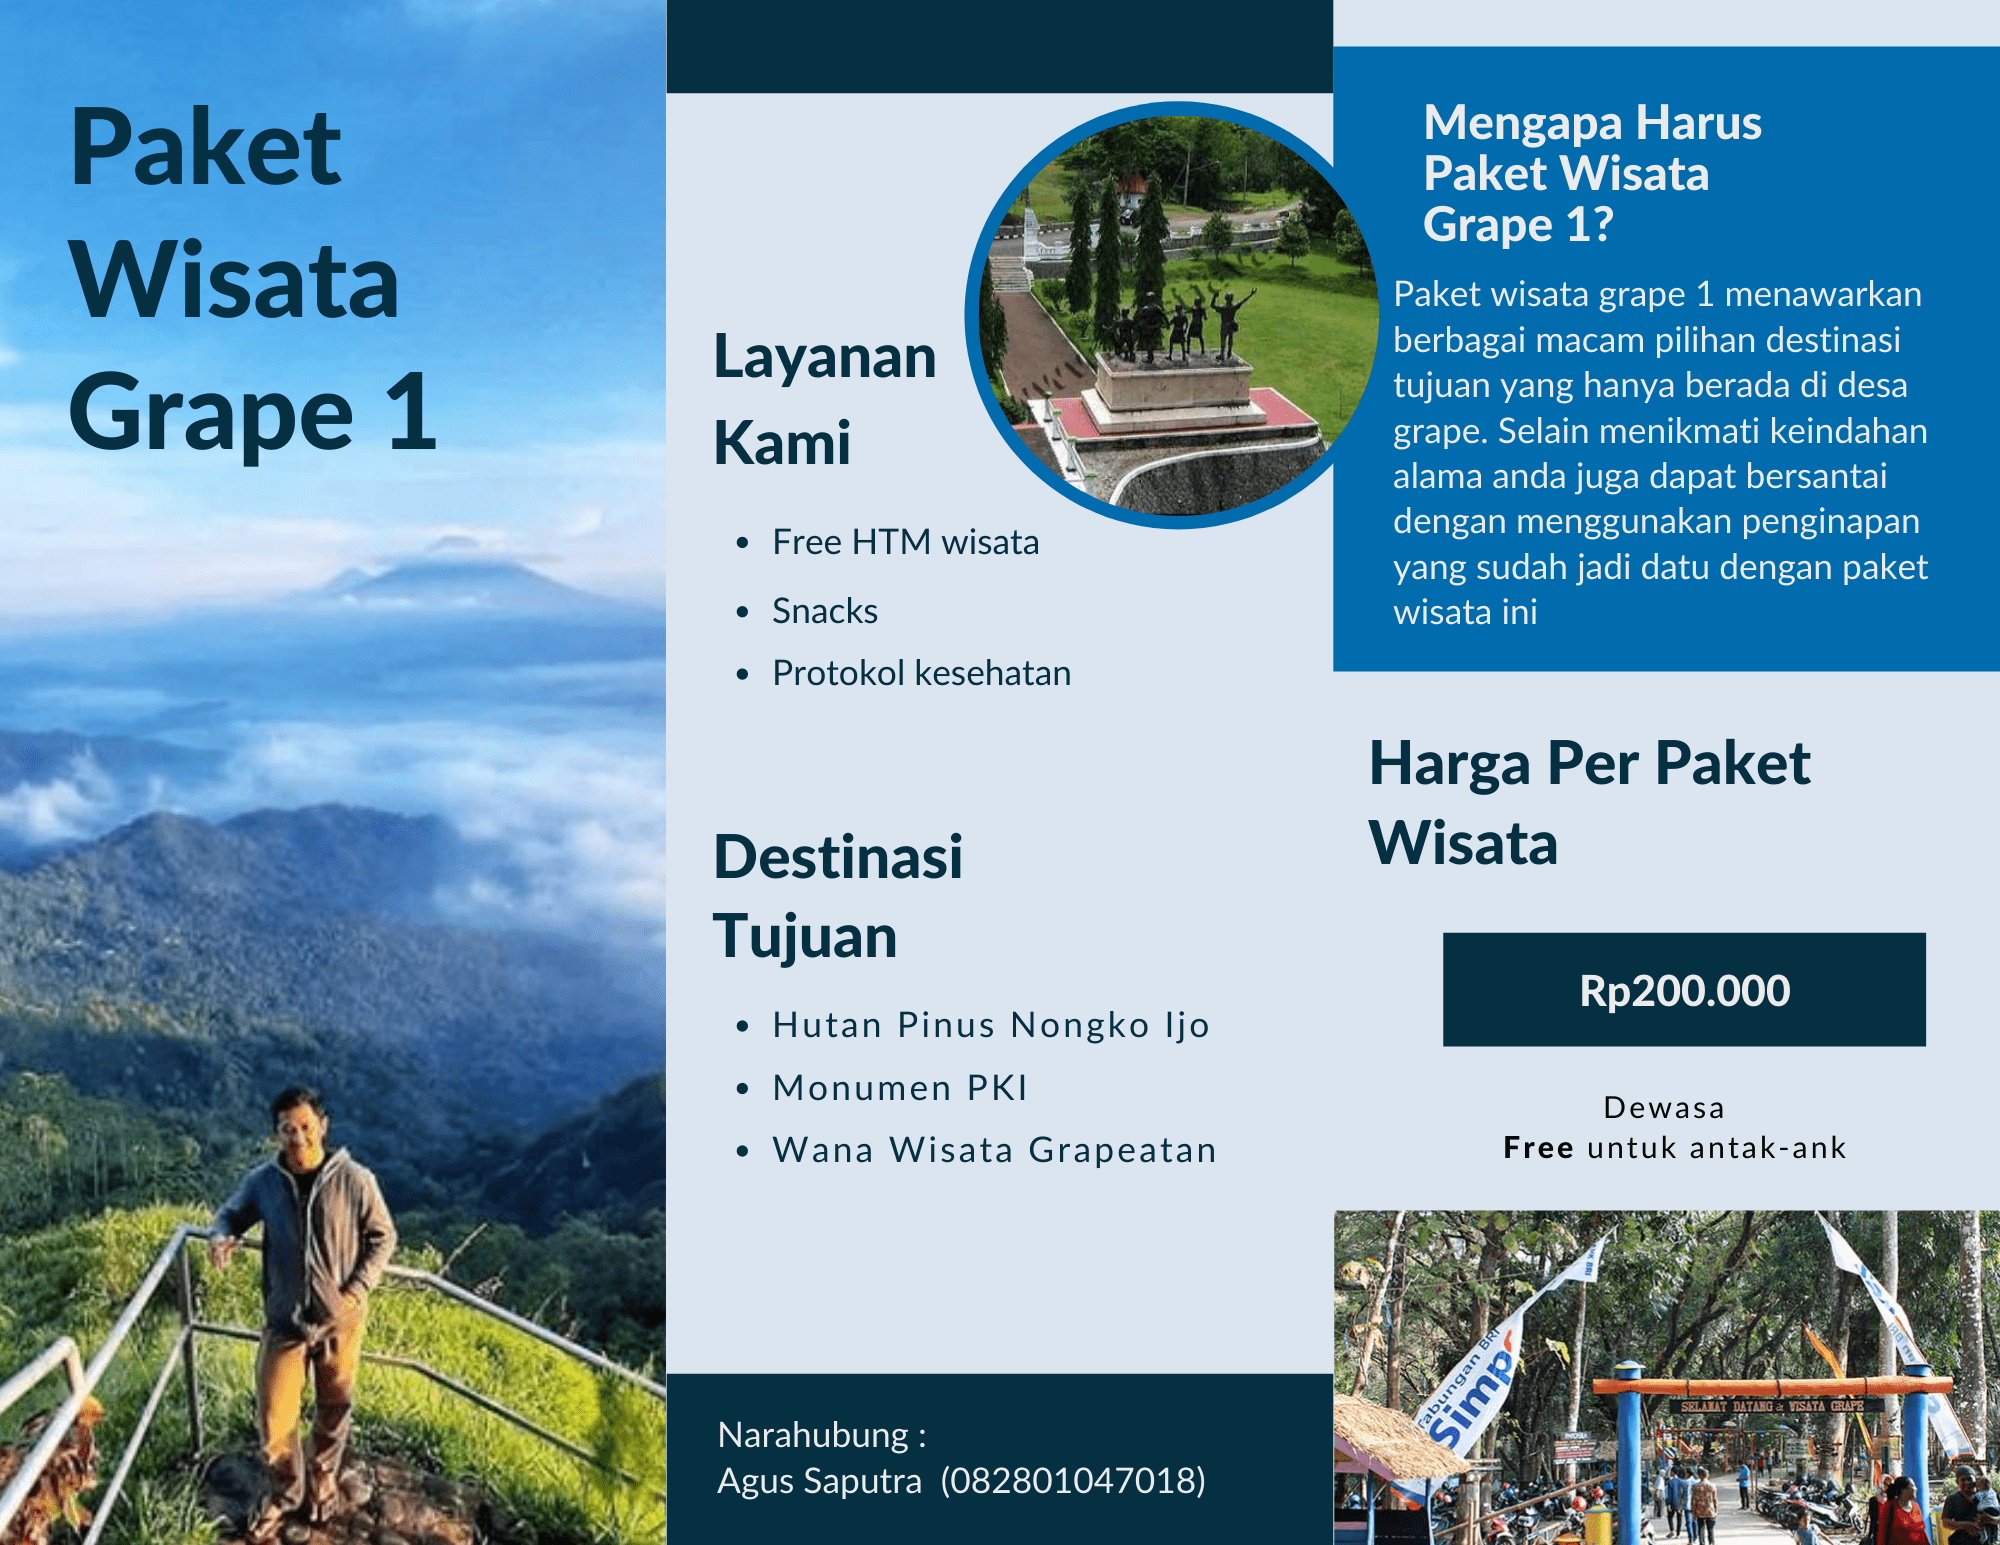 Paket
Wisata
Grape 1
Layanan
Kami
• Free HTM wisata
• Snacks
• Protokol kesehatan
Destinasi
Tujuan
• Hutan Pinus Nongko Ijo
• Monumen PKI
• Wana Wisata Grapeatan
Narahubung :
Agus Saputra (082801047018)
Mengapa Harus
Paket Wisata
Grape 1?
Paket wisata grape 1 menawarkan
berbagai macam pilihan destinasi
tujuan yang hanya berada di desa
grape. Selain menikmati keindahan
alama anda juga dapat bersantai
dengan menggunakan penginapan
yang sudah jadi datu dengan paket
wisata ini
Harga Per Paket
Wisata
Rp200.000
Dewasa
Free untuk antak-ank
Tabungan BRI
Simp
BRI
SELAMAT DATANG di WISATA GRAPE